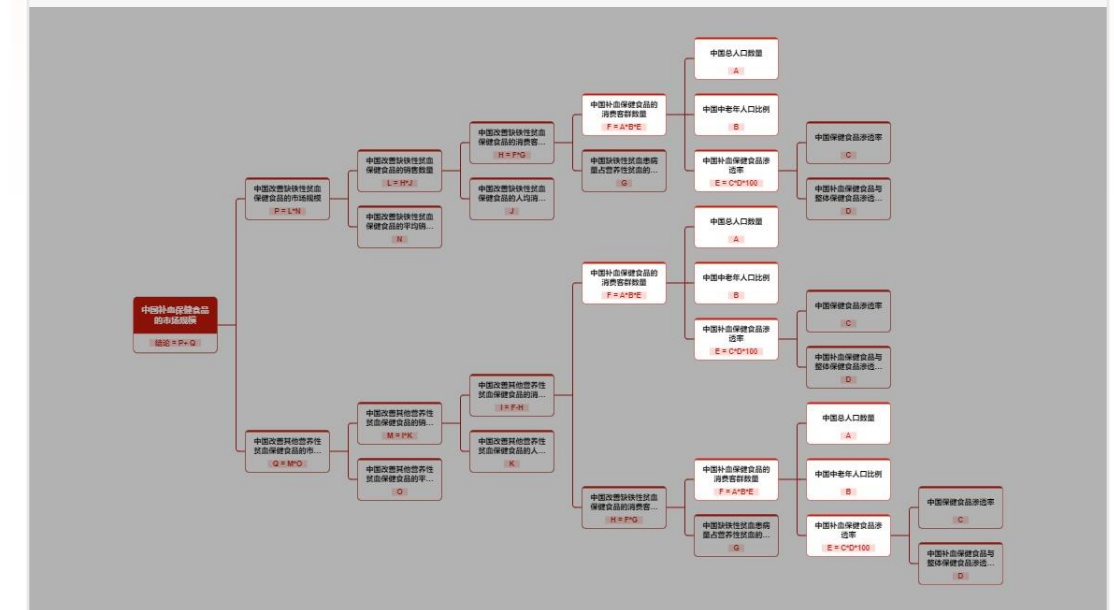 中国总人口数量
A
中国补血保健食品的
消费客群数量
F = A*B*E
中国中老年人口比例
B
中国改善缺铁性贫血
保健食品的消费客...
H = F*G
中国保健食品渗透率
C
中国改善缺铁性贫血
保健食品的销售数量
L = H*J
中国缺铁性贫血患病
量占营养性贫血的...
G
中国补血保健食品渗
透率
E = C*D*100
中国改善缺铁性贫血
保健食品的市场规模
P = L*N
中国改善缺铁性贫血
保健食品的人均消...
J
中国补血保健食品与
整体保健食品渗透...
D
中国改善缺铁性贫血
保健食品的平均销...
N
中国总人口数量
A
中国补血保健食品的
消费客群数量
F = A*B*E
中国中老年人口比例
B
中国补血保健食品
的市场规模
结论 = P+Q
中国保健食品渗透率
C
中国补血保健食品渗
透率
E = C*D*100
中国补血保健食品与
整体保健食品渗透...
D
中国改善其他营养性
贫血保健食品的消...
I = F-H
中国改善其他营养性
贫血保健食品的销...
M = I*K
中国总人口数量
A
中国改善其他营养性
贫血保健食品的市...
Q = M*O
中国改善其他营养性
贫血保健食品的人...
K
中国补血保健食品的
消费客群数量
F = A*B*E
中国中老年人口比例
B
中国改善其他营养性
贫血保健食品的平...
O
中国改善缺铁性贫血
保健食品的消费客...
H = F*G
中国保健食品渗透率
C
中国缺铁性贫血患病
量占营养性贫血的...
G
中国补血保健食品渗
透率
E = C*D*100
中国补血保健食品与
整体保健食品渗透...
D